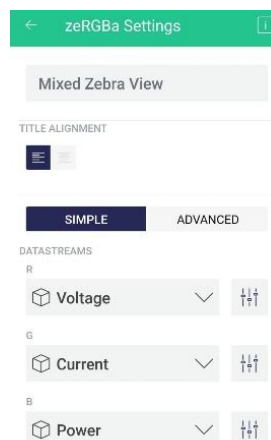 zeRGBa Settings
Mixed Zebra View
TITLE ALIGNMENT
SIMPLE ADVANCED
DATASTREAMS
R
Voltage
G
Current
B
Power